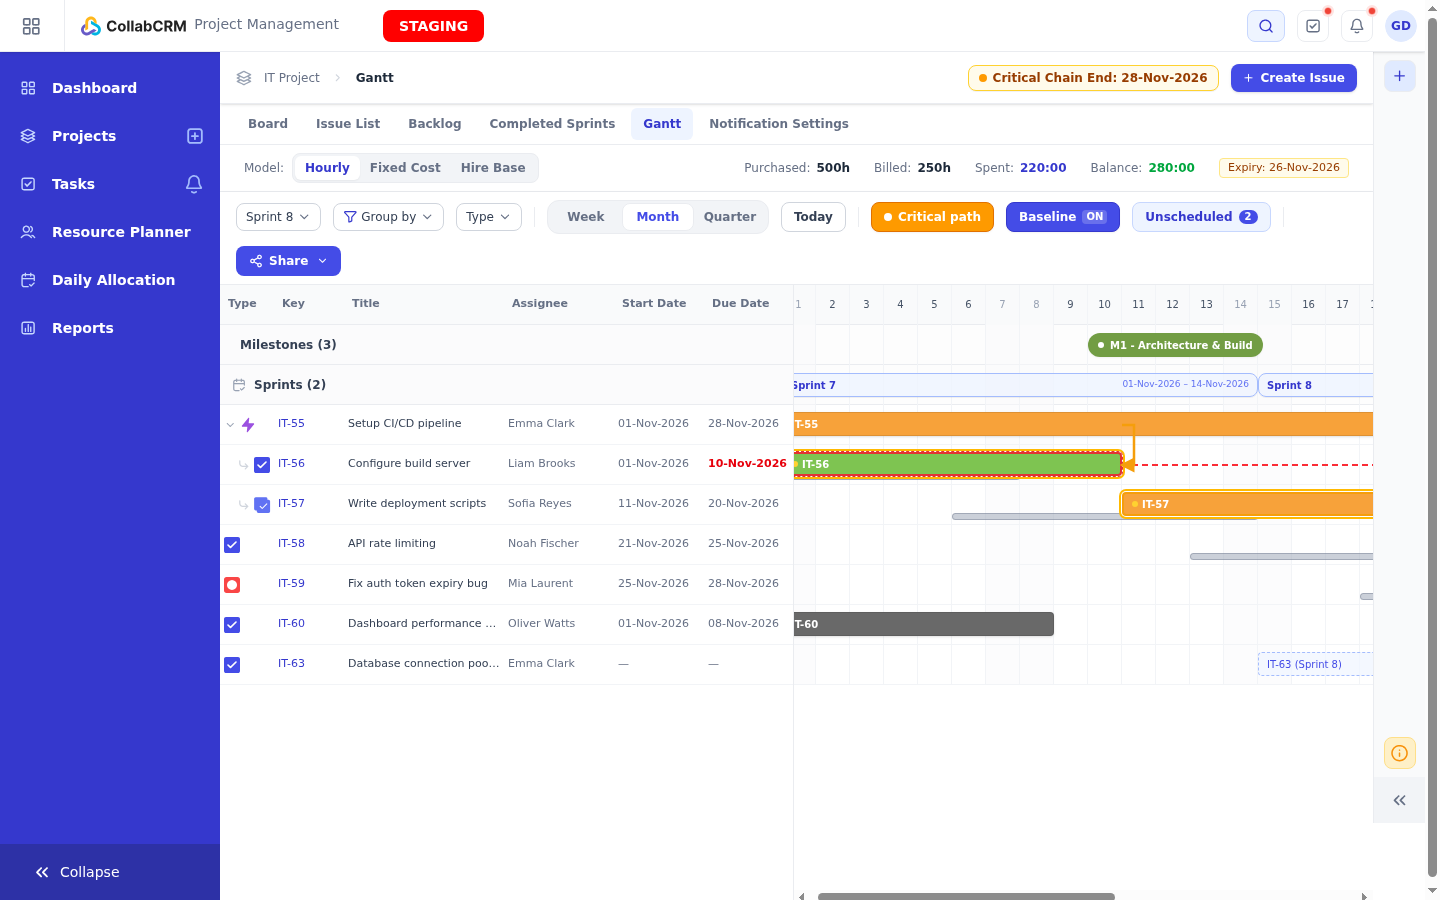 CollabCRM Project Management STAGING GD
Dashboard
Projects
Tasks
Resource Planner
Daily Allocation
Reports
Collapse
IT Project Gantt Critical Chain End: 28-Nov-2026 + Create Issue
Board Issue List Backlog Completed Sprints Gantt Notification Settings
Model: Hourly Fixed Cost Hire Base Purchased: 500h Billed: 250h Spent: 220:00 Balance: 280:00 Expiry: 26-Nov-2026
Sprint 8 Group by Type Week Month Quarter Today Critical path Baseline ON Unscheduled 2
Share
Type Key Title Assignee Start Date Due Date 1 2 3 4 5 6 7 8 9 10 11 12 13 14 15 16 17
Milestones (3) M1 - Architecture & Build
Sprints (2) Sprint 7 01-Nov-2026 – 14-Nov-2026 Sprint 8
IT-55 Setup CI/CD pipeline Emma Clark 01-Nov-2026 28-Nov-2026 IT-55
IT-56 Configure build server Liam Brooks 01-Nov-2026 10-Nov-2026 IT-56
IT-57 Write deployment scripts Sofia Reyes 11-Nov-2026 20-Nov-2026 IT-57
IT-58 API rate limiting Noah Fischer 21-Nov-2026 25-Nov-2026
IT-59 Fix auth token expiry bug Mia Laurent 25-Nov-2026 28-Nov-2026
IT-60 Dashboard performance ... Oliver Watts 01-Nov-2026 08-Nov-2026 IT-60
IT-63 Database connection poo... Emma Clark — — IT-63 (Sprint 8)